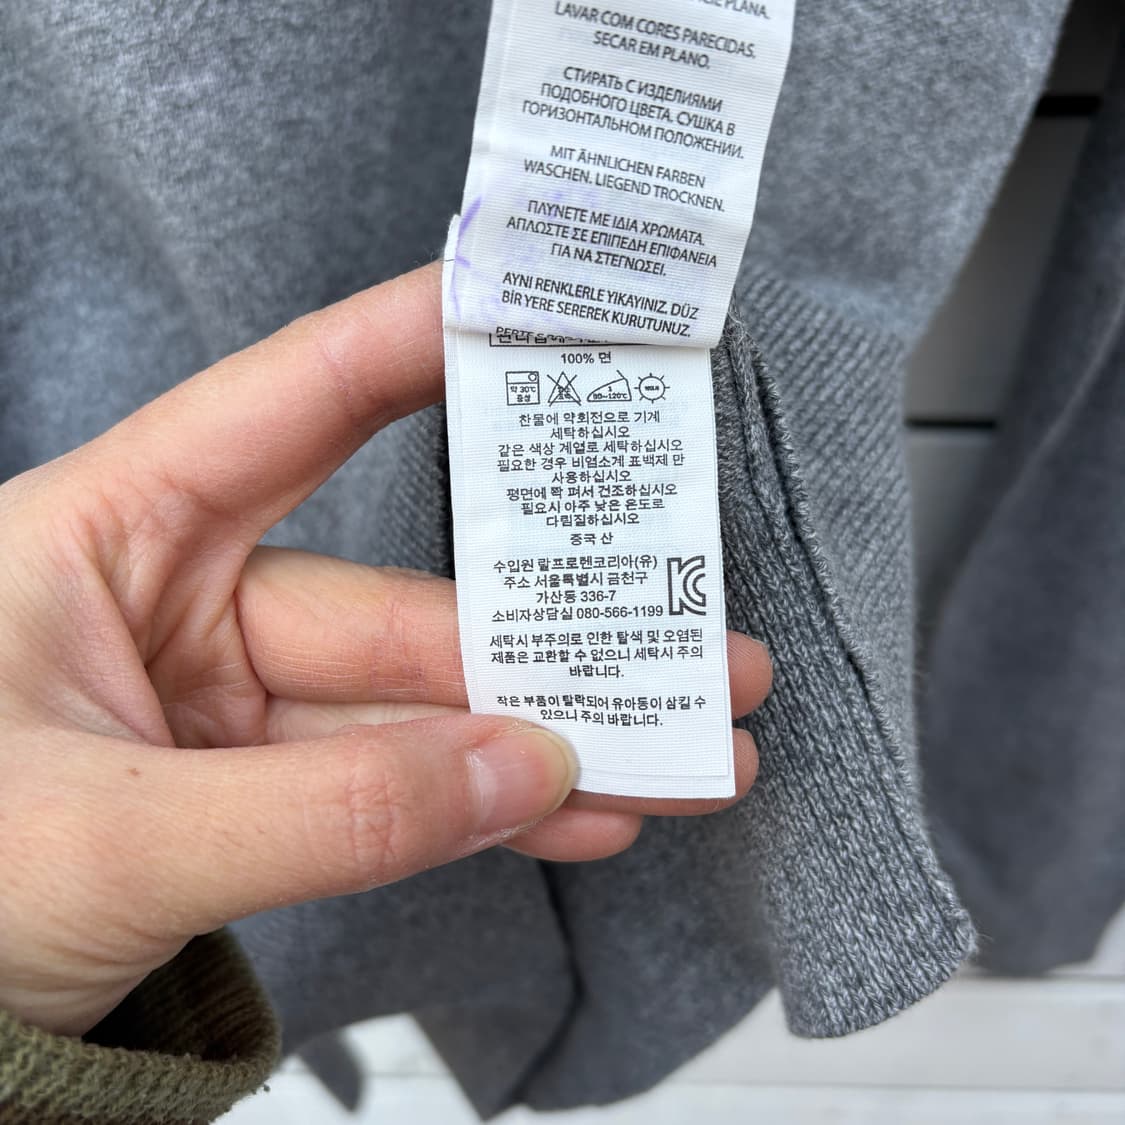 PLANA.
LAVAR COM CORES PARECIDAS.
SECAR EM PLANO.
СТИРАТЬ С ИЗДЕЛИЯМИ
ПОДОБНОГО ЦВЕТА. СУШКА В
ГОРИЗОНТАЛЬНОМ ПОЛОЖЕНИИ.
MIT ÄHNLICHEN FARBEN
WASCHEN. LIEGEND TROCKNEN.
ΠΛΥΝΕΤΕ ΜΕ ΙΔΙΑ ΧΡΩΜΑΤΑ.
ΑΠΛΩΣΤΕ ΣΕ ΕΠΙΠΕΔΗ ΕΠΙΦΑΝΕΙΑ
ΓΙΑ ΝΑ ΣΤΕΓΝΩΣΕΙ.
AYNI RENKLERLE YIKAYINIZ. DÜZ
BİR YERE SEREREK KURUTUNUZ.
100% 면
약 30℃
중성
80~120℃
찬물에 약회전으로 기계
세탁하십시오
같은 색상 계열로 세탁하십시오
필요한 경우 비염소계 표백제 만
사용하십시오
평면에 쫙 펴서 건조하십시오
필요시 아주 낮은 온도로
다림질하십시오
중국 산
수입원 랄프로렌코리아(유)
주소 서울특별시 금천구
가산동 336-7
소비자상담실 080-566-1199
세탁시 부주의로 인한 탈색 및 오염된
제품은 교환할 수 없으니 세탁시 주의
바랍니다.
작은 부품이 탈락되어 유아동이 삼킬 수
있으니 주의 바랍니다.